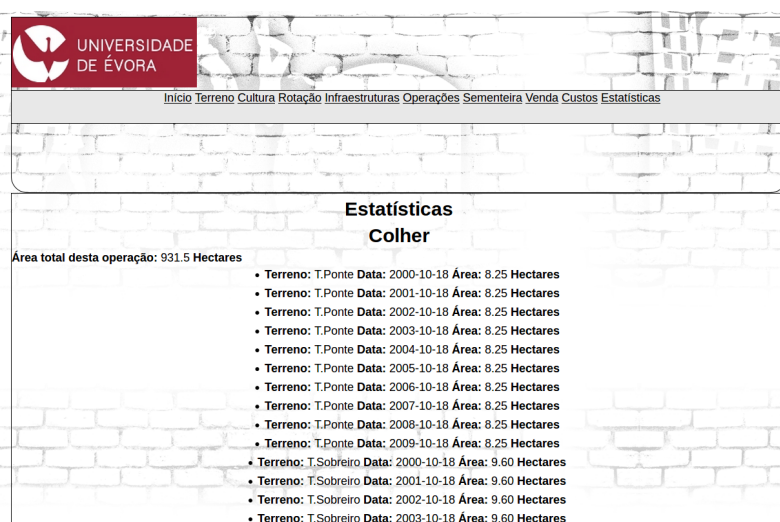 UNIVERSIDADE
DE ÉVORA
Início Terreno Cultura Rotação Infraestruturas Operações Sementeira Venda Custos Estatísticas
Estatísticas
Colher
Área total desta operação: 931.5 Hectares
• Terreno: T.Ponte Data: 2000-10-18 Área: 8.25 Hectares
• Terreno: T.Ponte Data: 2001-10-18 Área: 8.25 Hectares
• Terreno: T.Ponte Data: 2002-10-18 Área: 8.25 Hectares
• Terreno: T.Ponte Data: 2003-10-18 Área: 8.25 Hectares
• Terreno: T.Ponte Data: 2004-10-18 Área: 8.25 Hectares
• Terreno: T.Ponte Data: 2005-10-18 Área: 8.25 Hectares
• Terreno: T.Ponte Data: 2006-10-18 Área: 8.25 Hectares
• Terreno: T.Ponte Data: 2007-10-18 Área: 8.25 Hectares
• Terreno: T.Ponte Data: 2008-10-18 Área: 8.25 Hectares
• Terreno: T.Ponte Data: 2009-10-18 Área: 8.25 Hectares
• Terreno: T.Sobreiro Data: 2000-10-18 Área: 9.60 Hectares
• Terreno: T.Sobreiro Data: 2001-10-18 Área: 9.60 Hectares
• Terreno: T.Sobreiro Data: 2002-10-18 Área: 9.60 Hectares
• Terreno: T.Sobreiro Data: 2003-10-18 Área: 9.60 Hectares